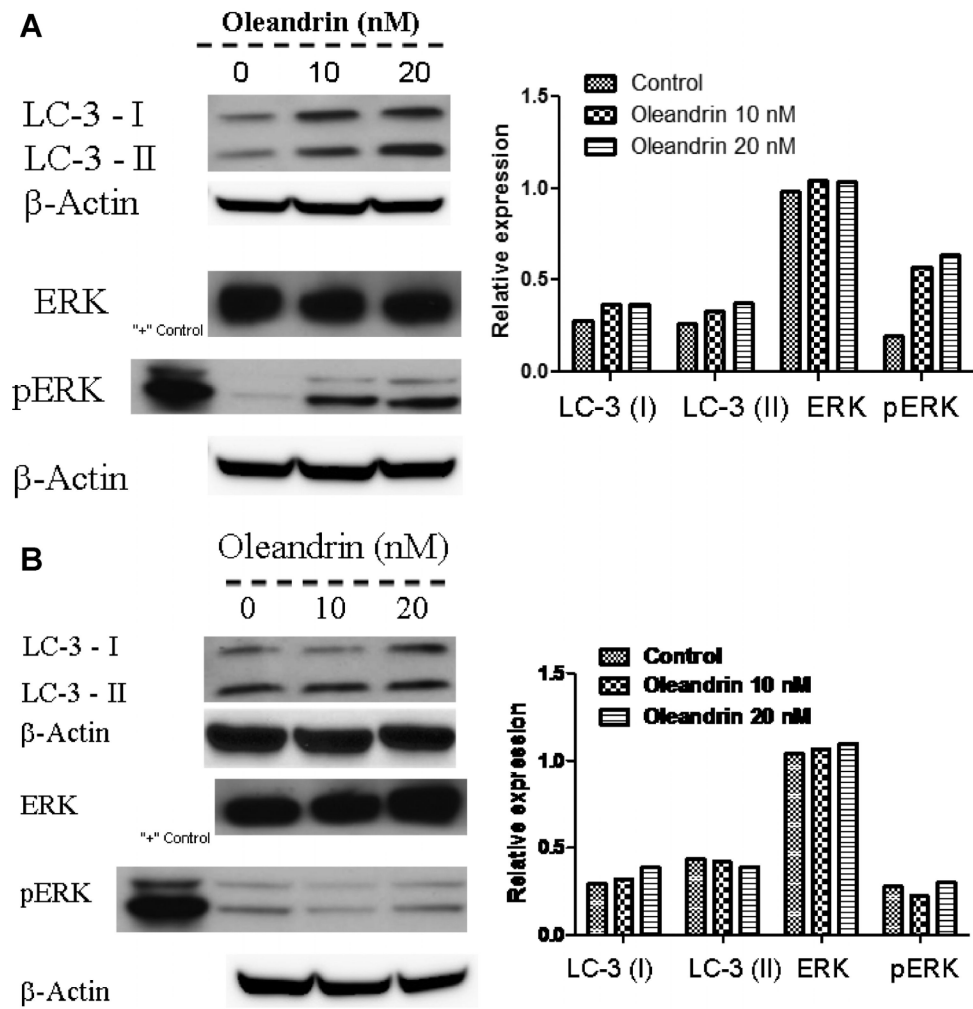 A
Oleandrin (nM)
0 10 20
LC-3 - I
LC-3 - II
β-Actin
ERK
"+" Control
pERK
β-Actin
Control
Oleandrin 10 nM
Oleandrin 20 nM
Relative expression
1.5
1.0
0.5
0.0
LC-3 (I) LC-3 (II) ERK pERK
B
Oleandrin (nM)
0 10 20
LC-3 - I
LC-3 - II
β-Actin
ERK
"+" Control
pERK
β-Actin
Control
Oleandrin 10 nM
Oleandrin 20 nM
Relative expression
1.5
1.0
0.5
0.0
LC-3 (I) LC-3 (II) ERK pERK